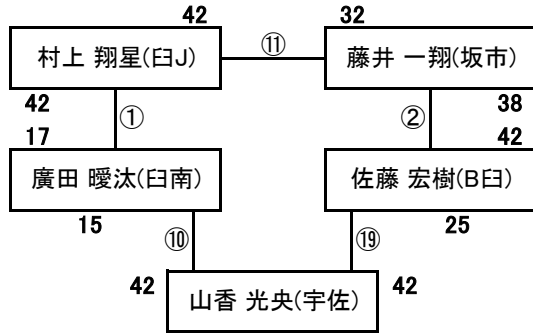 42 32
村上 翔星(臼J) ⑪ 藤井 一翔(坂市)
42 ① ② 38
17 42
廣田 曖汰(臼南) 佐藤 宏樹(B臼)
15 ⑩ ⑲ 25
42 山香 光央(宇佐) 42